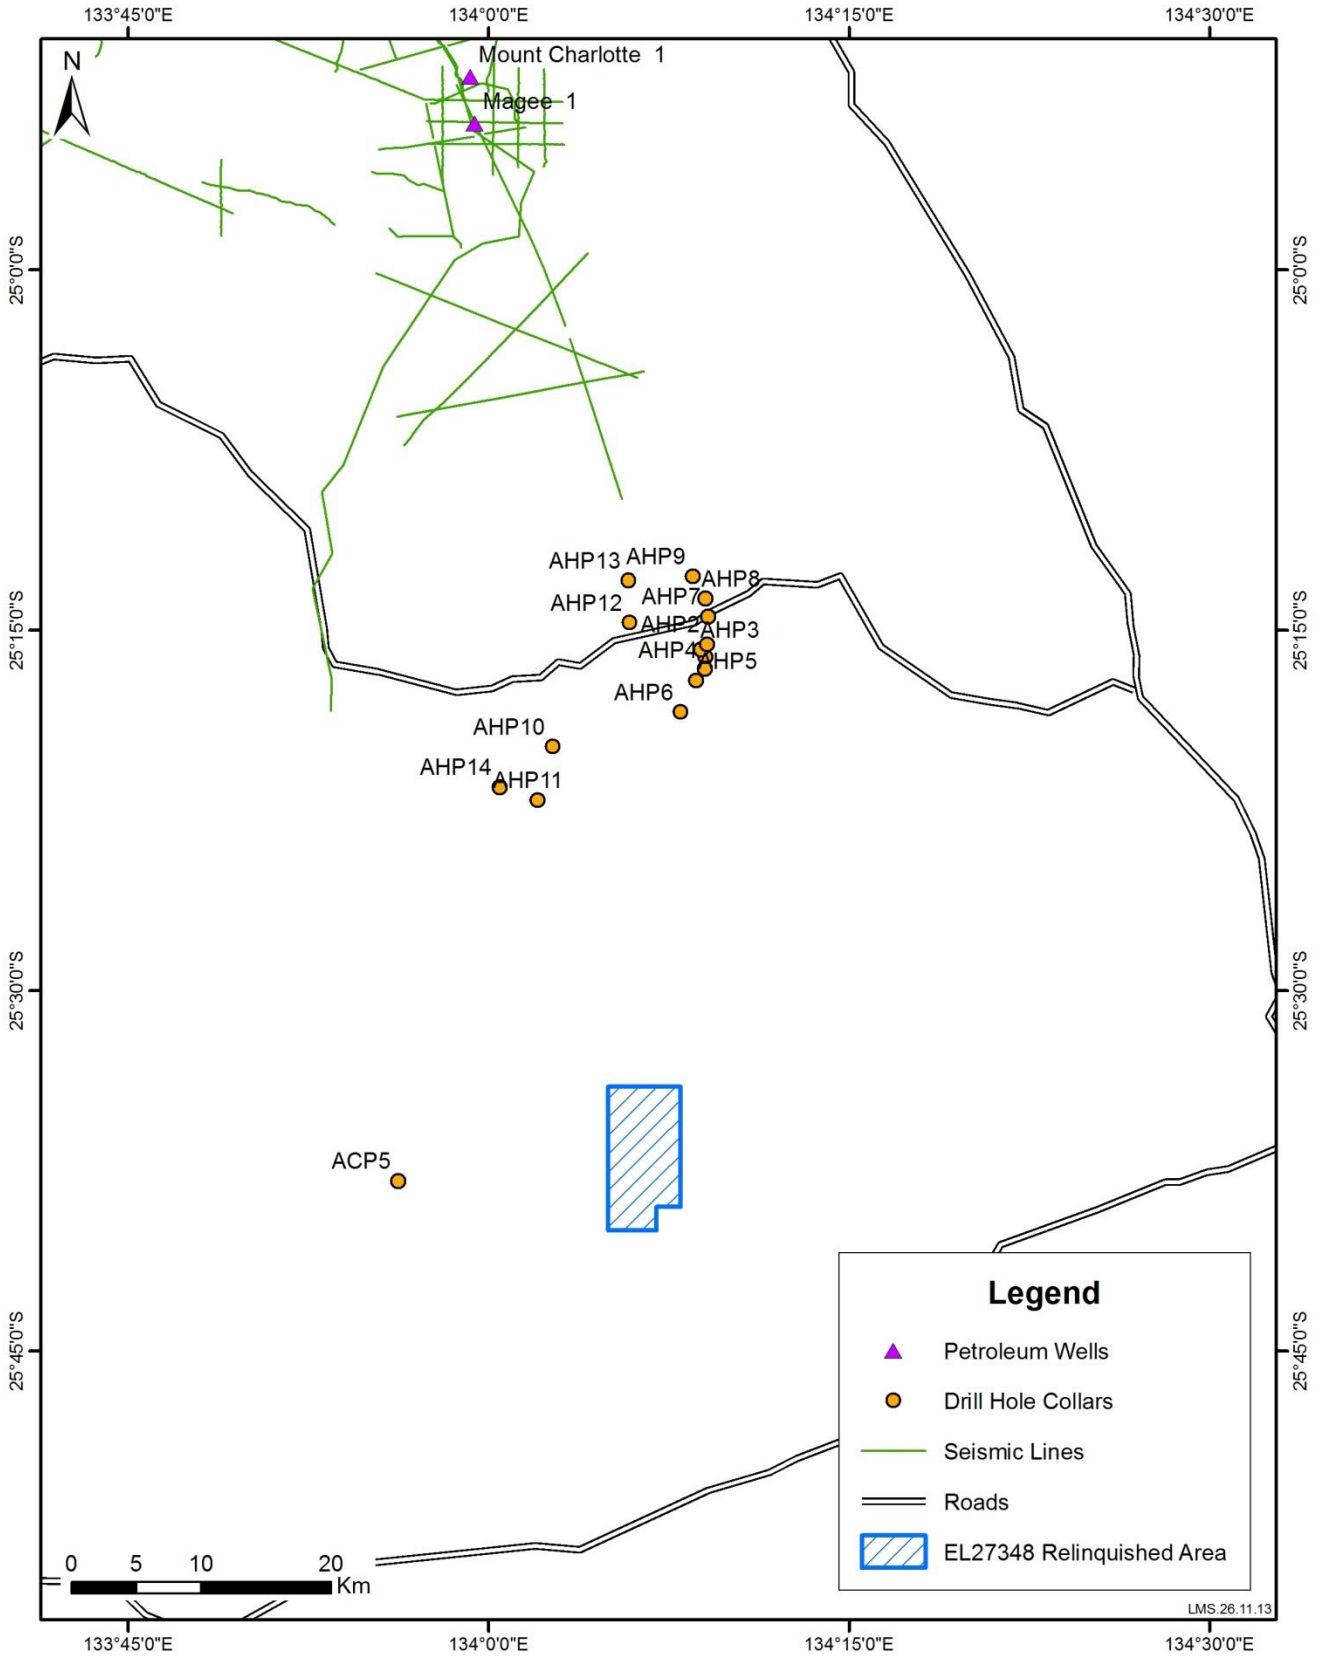 133°45'0"E 134°0'0"E 134°15'0"E 134°30'0"E
N
Mount Charlotte 1
Magee 1
25°0'0"S 25°0'0"S
AHP13 AHP9
AHP8
AHP7
AHP12
AHP2 AHP3
25°15'0"S 25°15'0"S
AHP4 AHP5
AHP6
AHP10
AHP14 AHP11
25°30'0"S 25°30'0"S
ACP5
Legend
25°45'0"S 25°45'0"S
Petroleum Wells
Drill Hole Collars
Seismic Lines
Roads
EL27348 Relinquished Area
0 5 10 20
Km
LMS.26.11.13
133°45'0"E 134°0'0"E 134°15'0"E 134°30'0"E